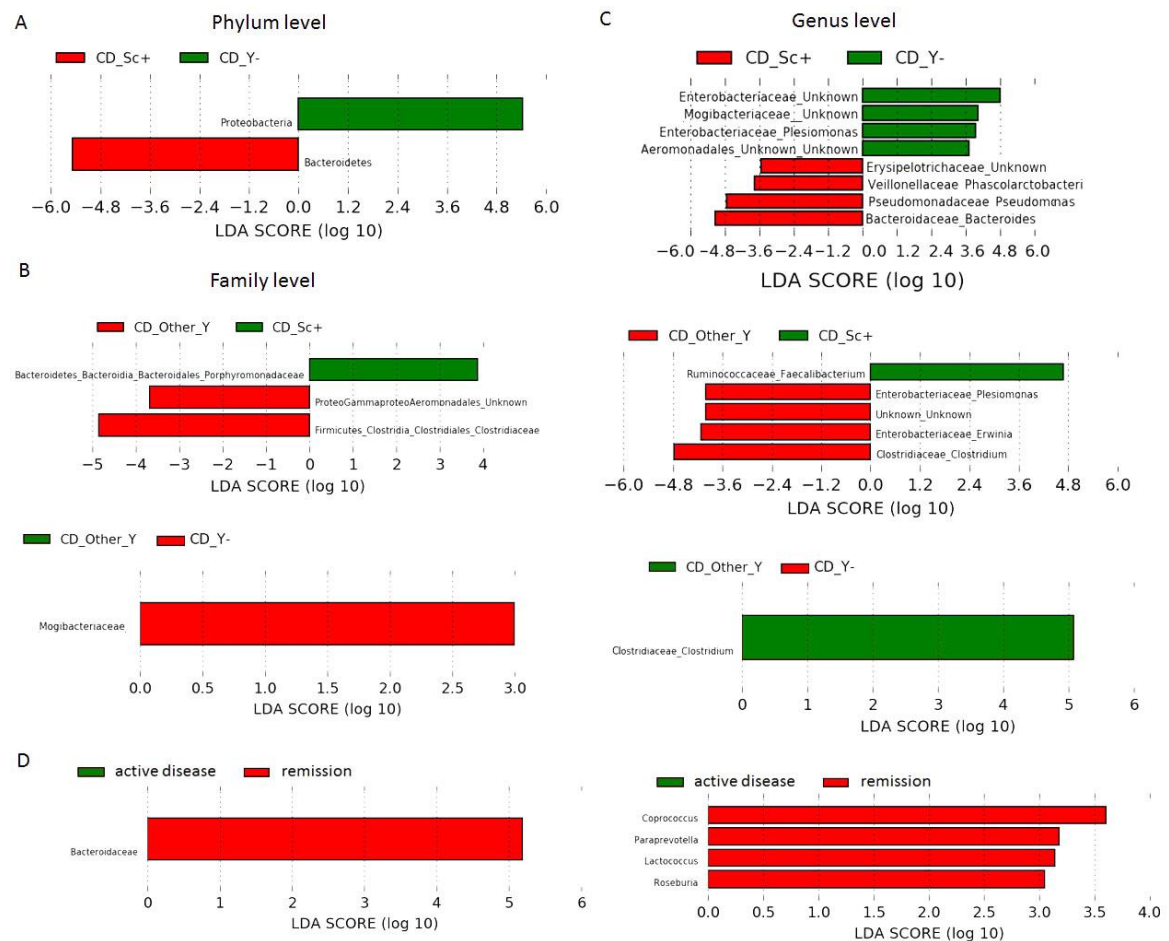 A
Phylum level
CD_Sc+ CD_Y-
Proteobacteria
Bacteroidetes
−6.0 −4.8 −3.6 −2.4 −1.2 0.0 1.2 2.4 3.6 4.8 6.0
LDA SCORE (log 10)
B
Family level
CD_Other_Y CD_Sc+
Bacteroidetes_Bacteroidia_Bacteroidales_Porphyromonadaceae
ProteoGammaproteoAeromonadales_Unknown
Firmicutes_Clostridia_Clostridiales_Clostridiaceae
−5 −4 −3 −2 −1 0 1 2 3 4
LDA SCORE (log 10)
CD_Other_Y CD_Y-
Mogibacteriaceae
0.0 0.5 1.0 1.5 2.0 2.5 3.0
LDA SCORE (log 10)
C
Genus level
CD_Sc+ CD_Y-
Enterobacteriaceae_Unknown
Mogibacteriaceae__Unknown
Enterobacteriaceae_Plesiomonas
Aeromonadales_Unknown_Unknown
Erysipelotrichaceae_Unknown
Veillonellaceae Phascolarctobacteri
Pseudomonadaceae Pseudomonas
Bacteroidaceae_Bacteroides
−6.0 −4.8 −3.6 −2.4 −1.2 0.0 1.2 2.4 3.6 4.8 6.0
LDA SCORE (log 10)
CD_Other_Y CD_Sc+
Ruminococcaceae_Faecalibacterium
Enterobacteriaceae_Plesiomonas
Unknown_Unknown
Enterobacteriaceae_Erwinia
Clostridiaceae_Clostridium
−6.0 −4.8 −3.6 −2.4 −1.2 0.0 1.2 2.4 3.6 4.8 6.0
LDA SCORE (log 10)
CD_Other_Y CD_Y-
Clostridiaceae_Clostridium
0 1 2 3 4 5 6
LDA SCORE (log 10)
D
active disease remission
Bacteroidaceae
0 1 2 3 4 5 6
LDA SCORE (log 10)
active disease remission
Coprococcus
Paraprevotella
Lactococcus
Roseburia
0.0 0.5 1.0 1.5 2.0 2.5 3.0 3.5 4.0
LDA SCORE (log 10)